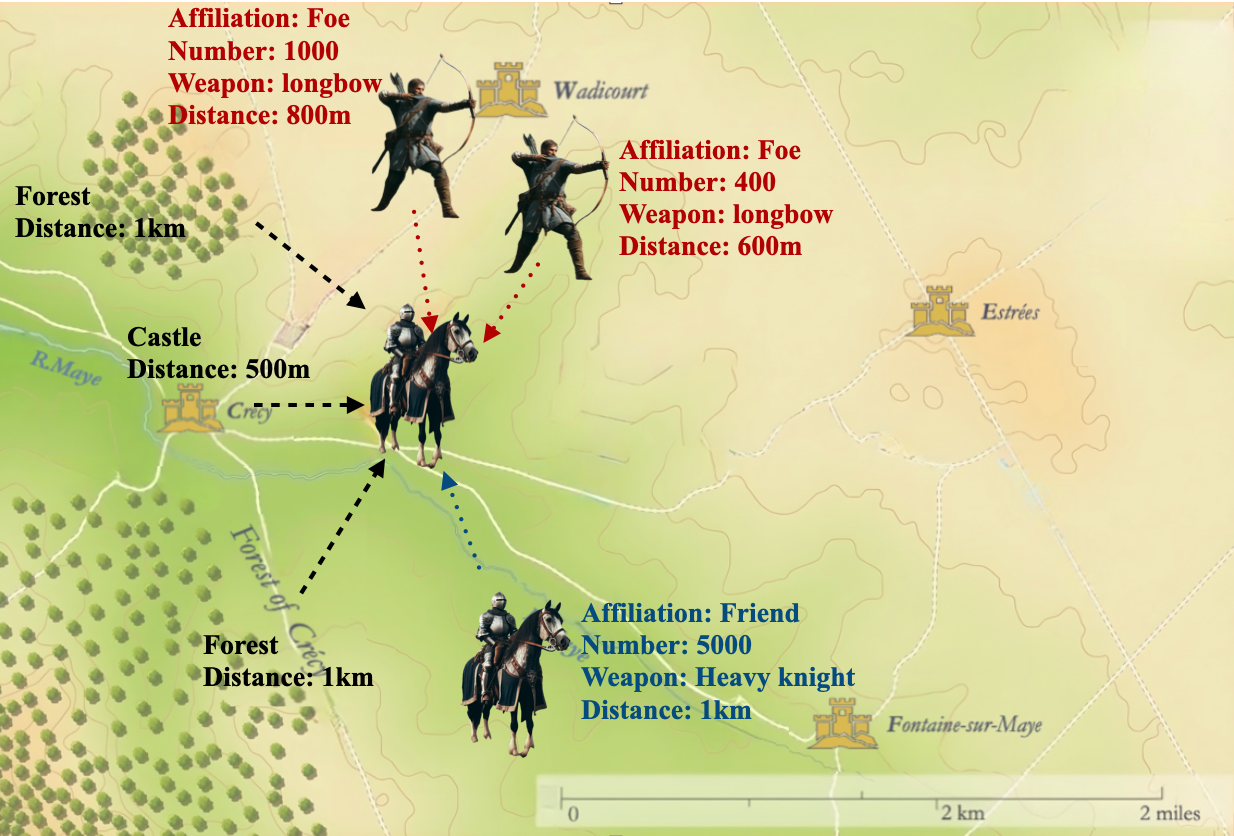 Affiliation: Foe
Number: 1000
Weapon: longbow
Distance: 800m
Wadicourt
Affiliation: Foe
Number: 400
Weapon: longbow
Distance: 600m
Forest
Distance: 1km
Estrées
Castle
Distance: 500m
R.Maye
Crécy
Forest of Crécy
Forest
Distance: 1km
Affiliation: Friend
Number: 5000
Weapon: Heavy knight
Distance: 1km
Fontaine-sur-Maye
0
2 km
2 miles